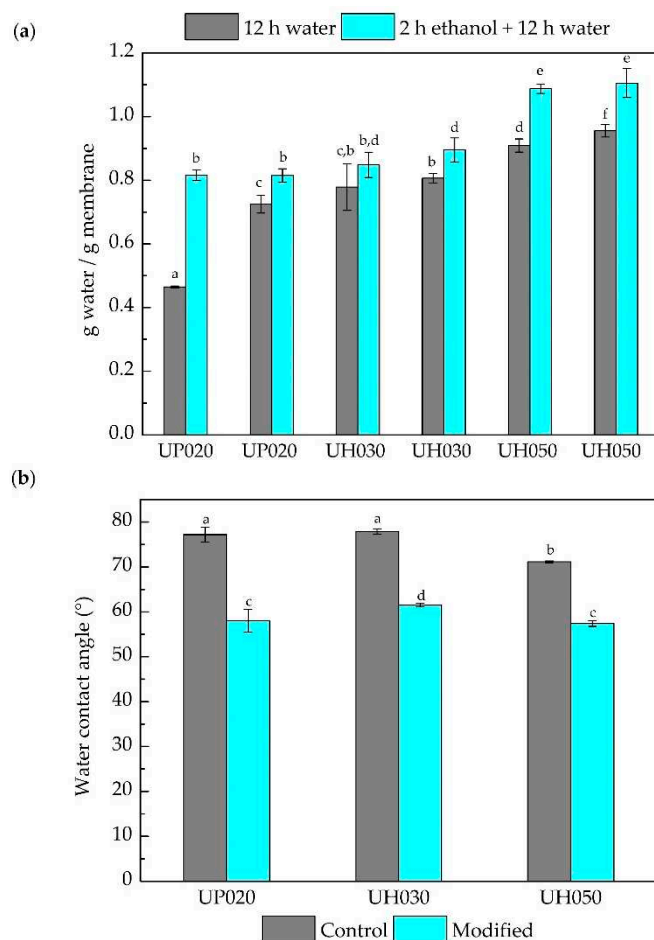 (a)
12 h water 2 h ethanol + 12 h water
g water / g membrane
1.2
1.0
0.8
0.6
0.4
0.2
0.0
a b c b c,b b,d b d d e f e
UP020 UP020 UH030 UH030 UH050 UH050
(b)
Water contact angle (°)
80
70
60
50
40
30
20
10
0
a c a d b c
UP020 UH030 UH050
Control Modified